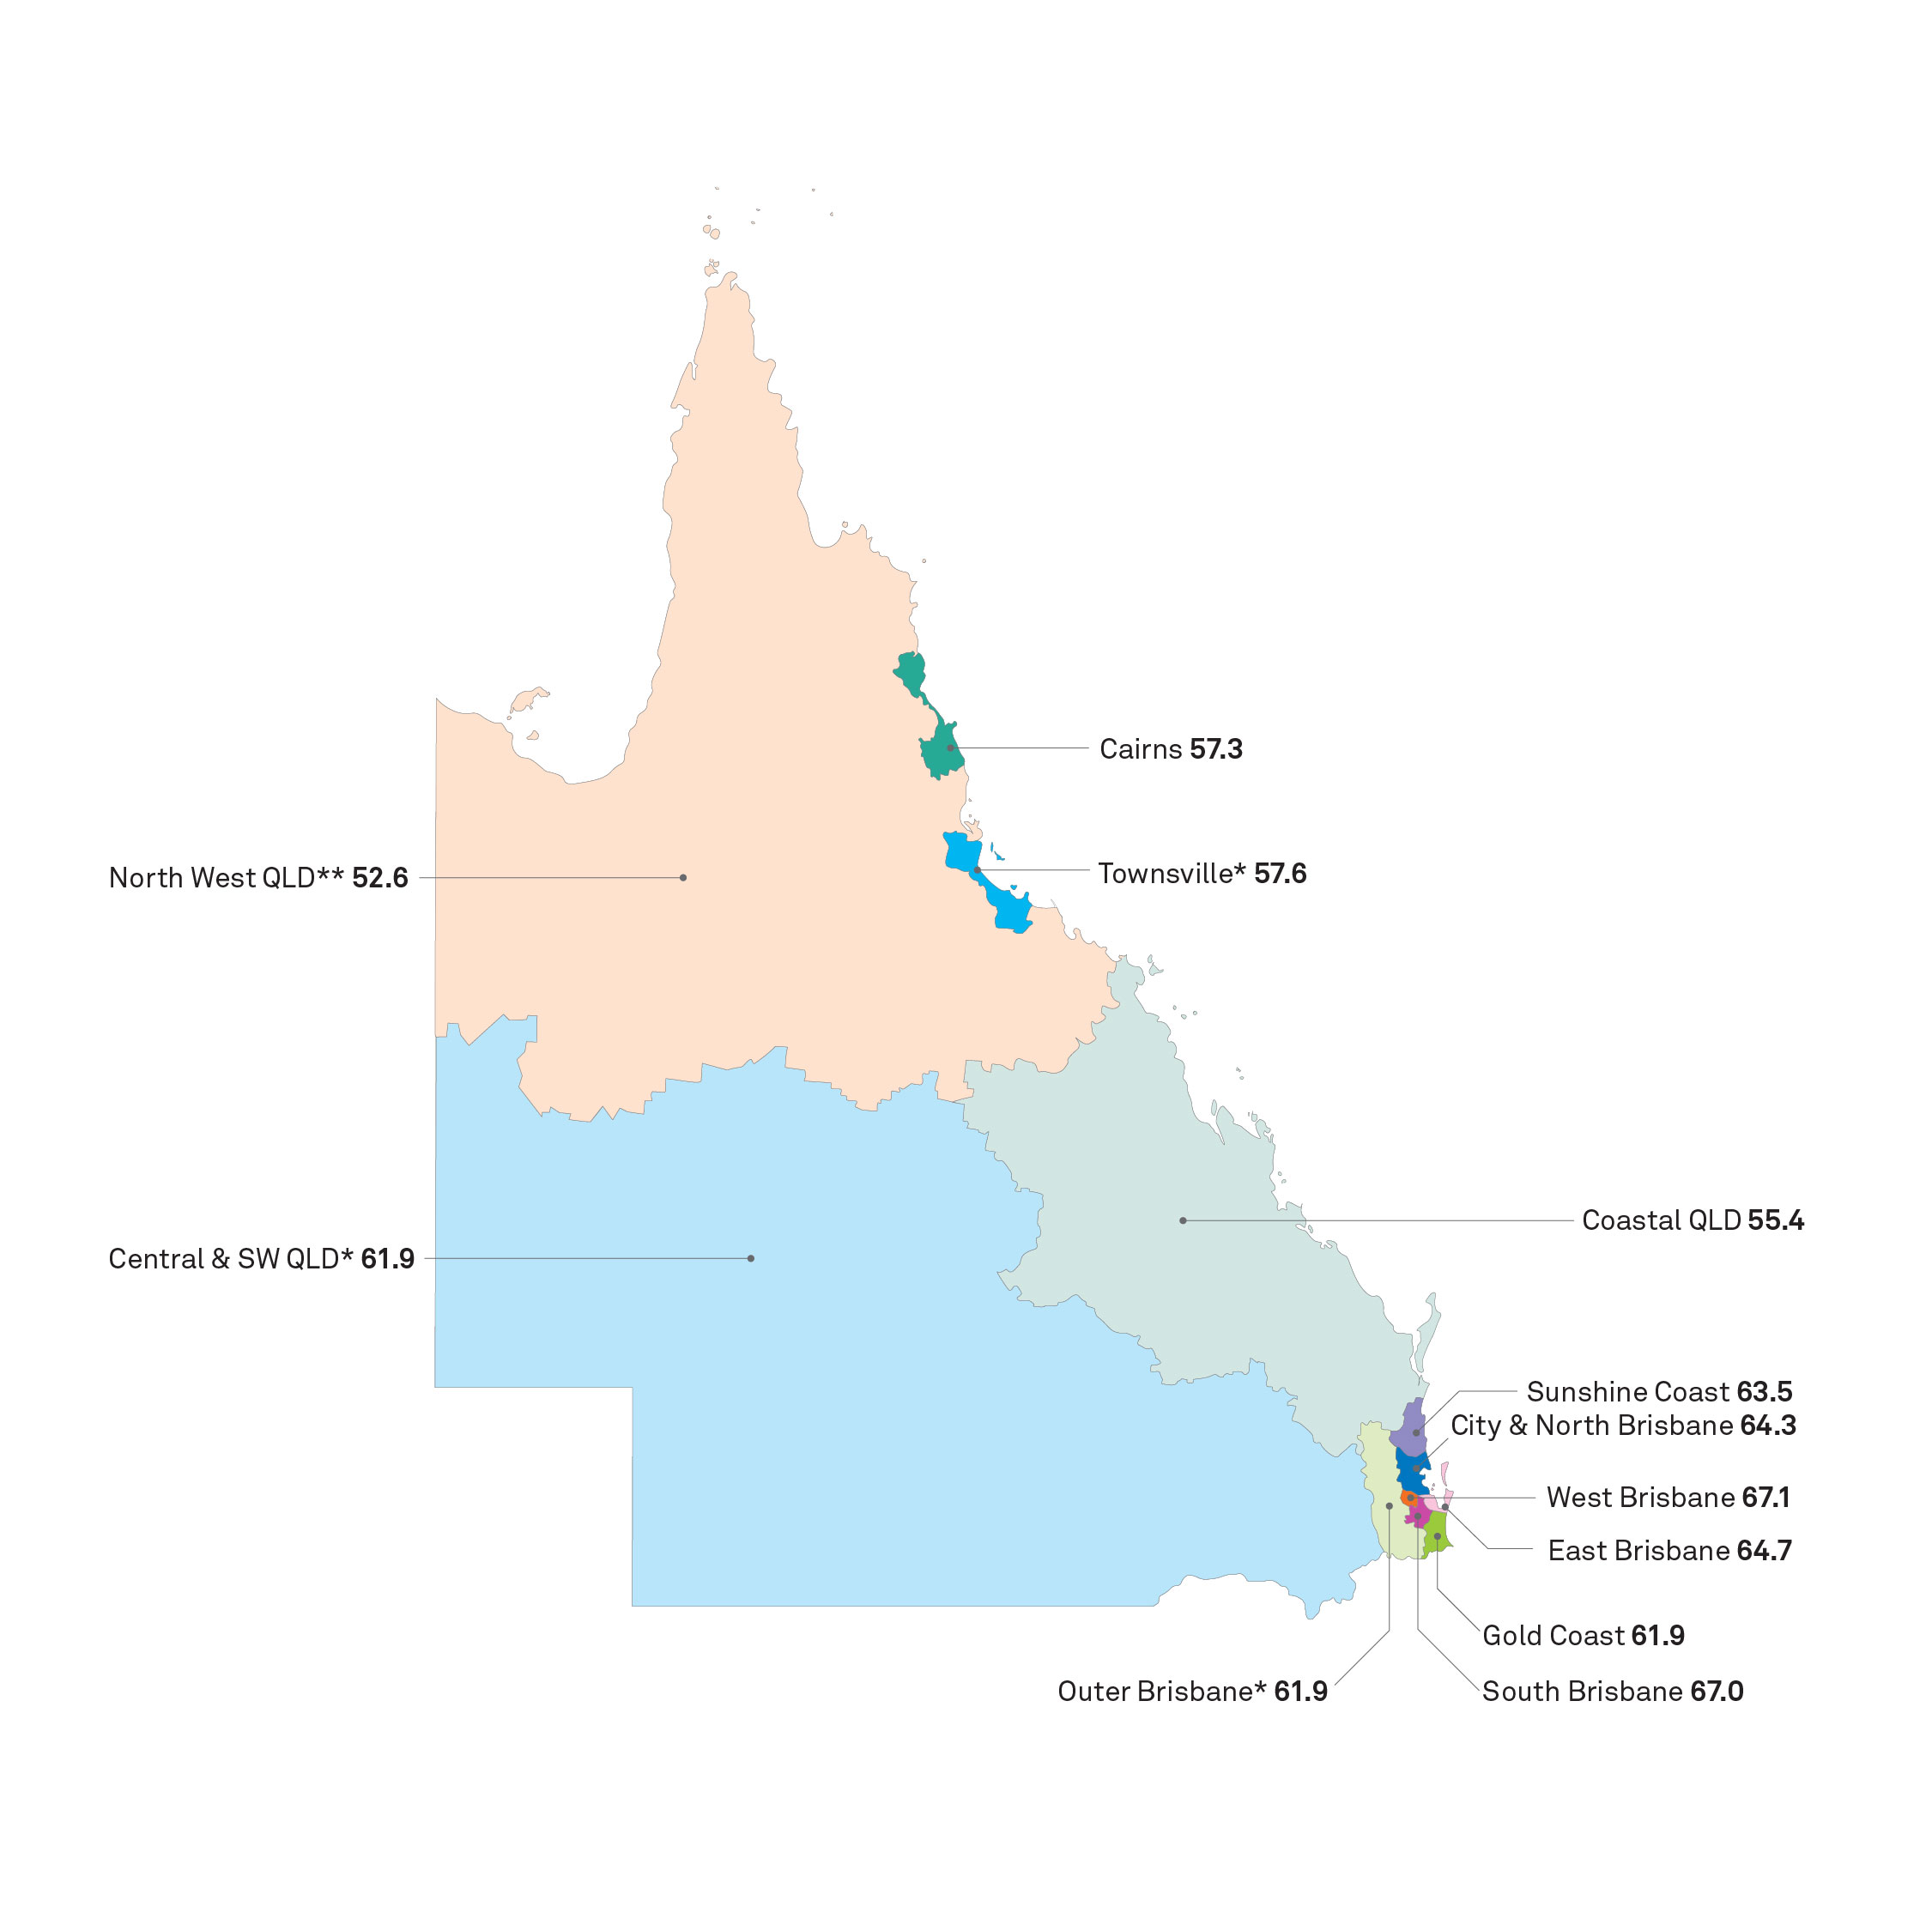 Cairns 57.3
Townsville* 57.6
North West QLD** 52.6
Coastal QLD 55.4
Central & SW QLD* 61.9
Sunshine Coast 63.5
City & North Brisbane 64.3
West Brisbane 67.1
East Brisbane 64.7
Gold Coast 61.9
Outer Brisbane* 61.9
South Brisbane 67.0